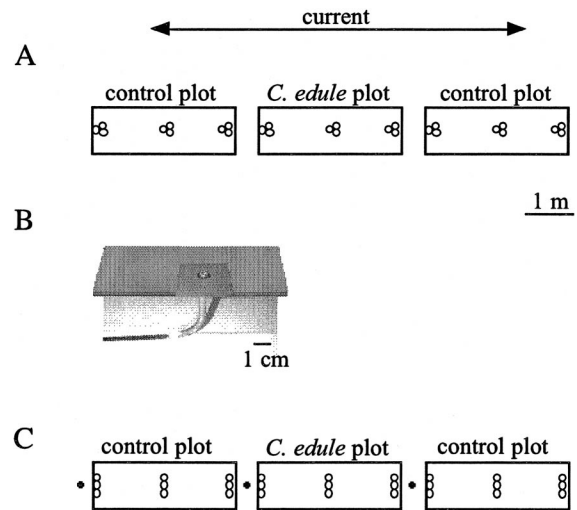 current
A
control plot C. edule plot control plot
1 m
B
1 cm
C
control plot C. edule plot control plot